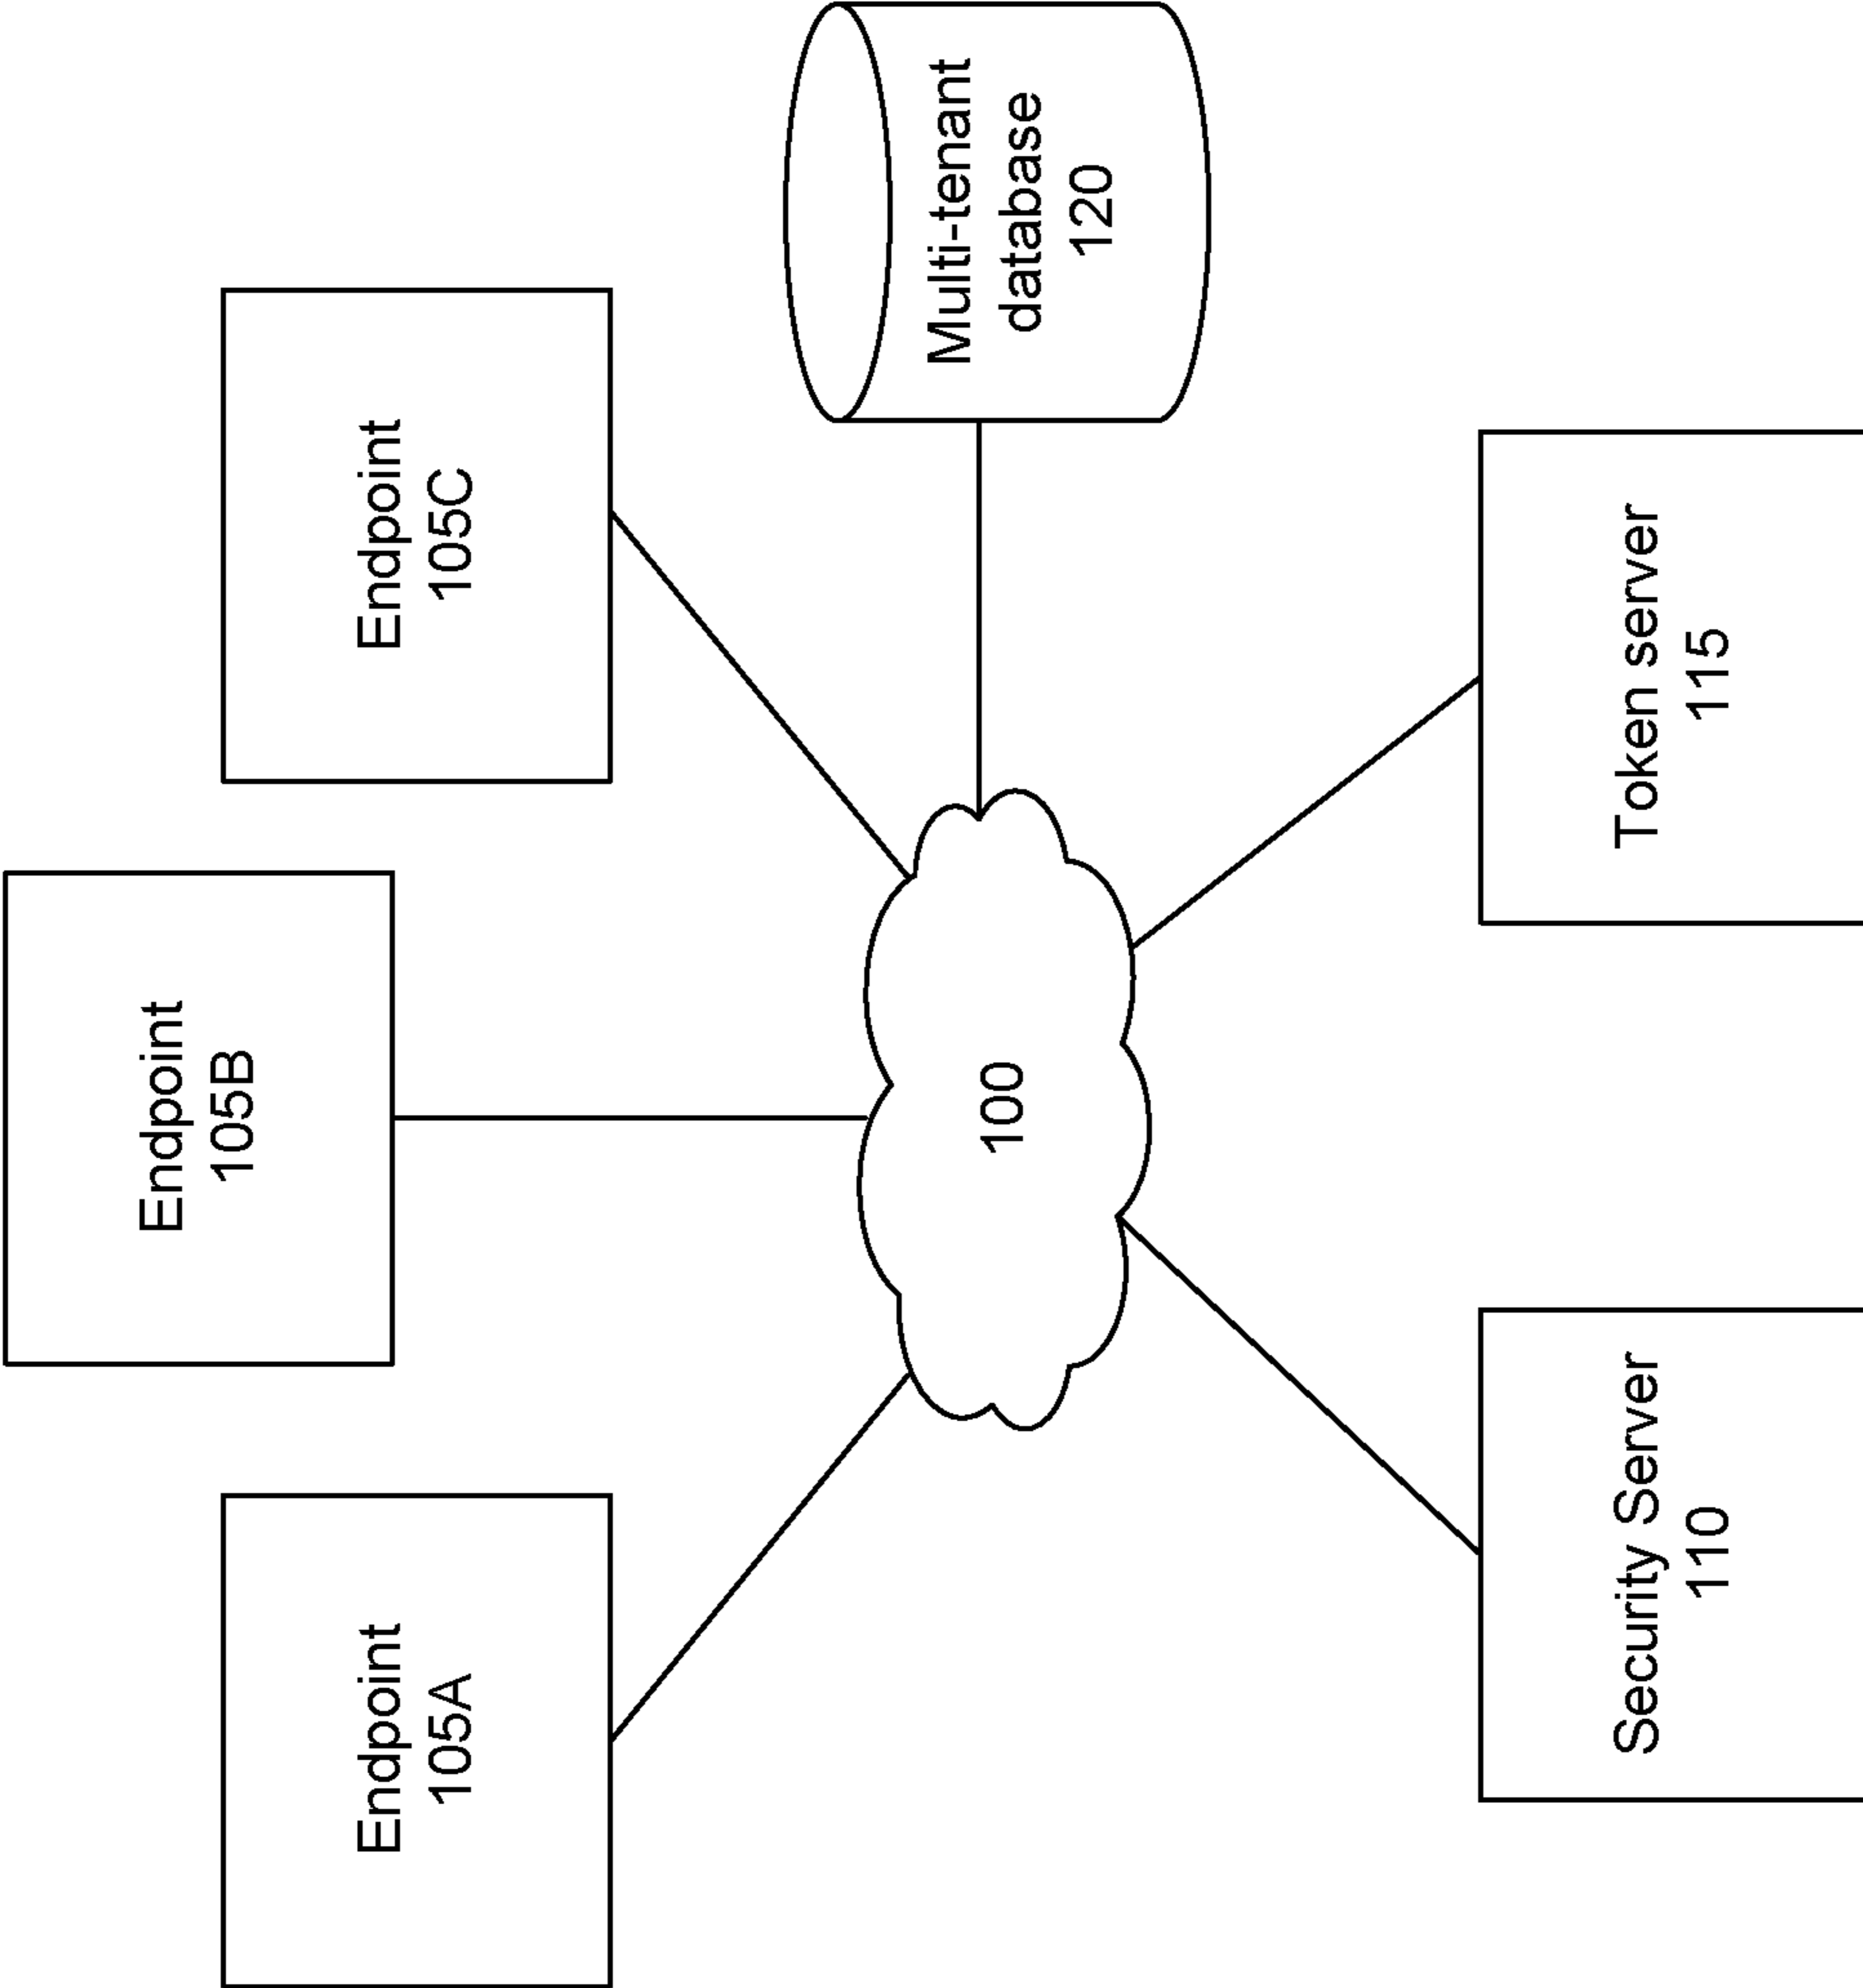 Endpoint
105A
Endpoint
105B
Endpoint
105C
100
Multi-tenant
database
120
Security Server
110
Token server
115